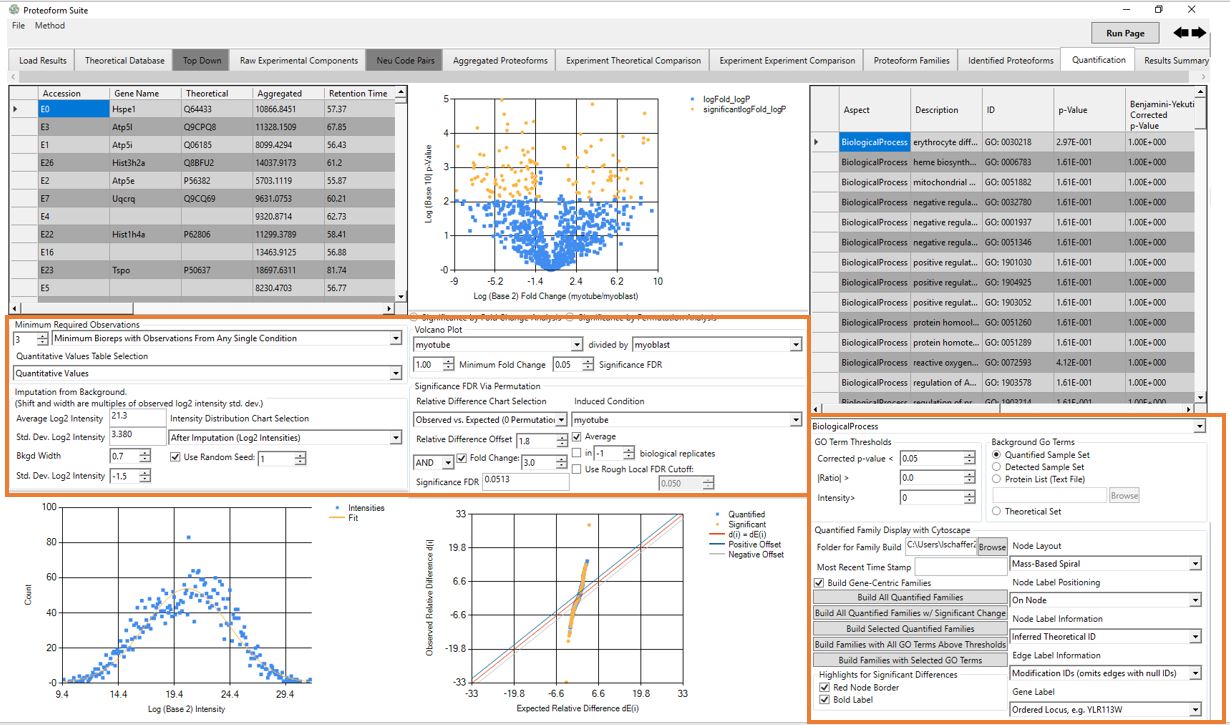 Proteoform Suite
File Method
Run Page
Load Results Theoretical Database Top Down Raw Experimental Components Neu Code Pairs Aggregated Proteoforms Experiment Theoretical Comparison Experiment Experiment Comparison Proteoform Families Identified Proteoforms Quantification Results Summary
Accession Gene Name Theoretical Aggregated Retention Time
E0 Hspe1 Q64433 10866.8451 57.37
E3 Atp5l Q9CPQ8 11328.1509 67.85
E1 Atp5i Q06185 8099.4294 56.43
E26 Hist3h2a Q8BFU2 14037.9173 61.2
E2 Atp5e P56382 5703.1119 55.87
E7 Uqcrq Q9CQ69 9631.0753 60.21
E4 9320.8714 62.73
E22 Hist1h4a P62806 11299.3789 58.41
E16 13463.9125 56.88
E23 Tspo P50637 18697.6311 81.74
E5 8230.4703 56.77
Log (Base 10) p-Value
5
4
3
2
1
-0
-9 -5.2 -1.4 2.4 6.2 10
Log (Base 2) Fold Change (myotube/myoblast)
logFold_logP
significantlogFold_logP
Aspect Description ID p-Value Benjamini-Yekuti
Corrected
p-Value
BiologicalProcess erythrocyte diff... GO: 0030218 2.97E-001 1.00E+000
BiologicalProcess heme biosynth... GO: 0006783 1.61E-001 1.00E+000
BiologicalProcess mitochondrial ... GO: 0051882 1.61E-001 1.00E+000
BiologicalProcess negative regula... GO: 0032780 1.61E-001 1.00E+000
BiologicalProcess negative regula... GO: 0001937 1.61E-001 1.00E+000
BiologicalProcess negative regula... GO: 0051346 1.61E-001 1.00E+000
BiologicalProcess positive regulat... GO: 1901030 1.61E-001 1.00E+000
BiologicalProcess positive regulat... GO: 1904925 1.61E-001 1.00E+000
BiologicalProcess positive regulat... GO: 1903052 1.61E-001 1.00E+000
BiologicalProcess protein homool... GO: 0051260 1.61E-001 1.00E+000
BiologicalProcess protein homote... GO: 0051289 1.61E-001 1.00E+000
BiologicalProcess reactive oxygen... GO: 0072593 4.12E-001 1.00E+000
BiologicalProcess regulation of A... GO: 1903578 1.61E-001 1.00E+000
BiologicalProcess regulation of pr... GO: 1.61E-001 1.00E+000
Minimum Required Observations
3 Minimum Bioreps with Observations From Any Single Condition
Quantitative Values Table Selection
Quantitative Values
Imputation from Background.
(Shift and width are multiples of observed log2 intensity std. dev.)
Average Log2 Intensity 21.3 Intensity Distribution Chart Selection
Std. Dev. Log2 Intensity 3.380 After Imputation (Log2 Intensities)
Bkgd Width 0.7 Use Random Seed: 1
Std. Dev. Log2 Intensity -1.5
Significance by Fold Change Analysis Significance by Permutation Analysis
Volcano Plot
myotube divided by myoblast
1.00 Minimum Fold Change 0.05 Significance FDR
Significance FDR Via Permutation
Relative Difference Chart Selection Induced Condition
Observed vs. Expected (0 Permutation myotube
Relative Difference Offset 1.8 Average
AND Fold Change: 3.0 in -1 biological replicates
Use Rough Local FDR Cutoff:
Significance FDR 0.0513 0.050
BiologicalProcess
GO Term Thresholds
Corrected p-value < 0.05
|Ratio| > 0.0
Intensity> 0
Background Go Terms
Quantified Sample Set
Detected Sample Set
Protein List (Text File)
Browse
Theoretical Set
Quantified Family Display with Cytoscape
Folder for Family Build C:\Users\lschaffer2 Browse Node Layout
Most Recent Time Stamp Mass-Based Spiral
Build Gene-Centric Families Node Label Positioning
Build All Quantified Families On Node
Build All Quantified Families w/ Significant Change Node Label Information
Build Selected Quantified Families Inferred Theoretical ID
Build Families with All GO Terms Above Thresholds Edge Label Information
Build Families with Selected GO Terms Modification IDs (omits edges with null IDs)
Highlights for Significant Differences Gene Label
Red Node Border
Bold Label Ordered Locus, e.g. YLR113W
Count
100
80
60
40
20
-0
9.4 14.4 19.4 24.4 29.4
Log (Base 2) Intensity
Intensities
Fit
Observed Relative Difference d(i)
33
19.8
6.6
-6.6
-19.8
-33
-33 -19.8 -6.6 6.6 19.8 33
Expected Relative Difference dE(i)
Quantified
Significant
d(i) = dE(i)
Positive Offset
Negative Offset